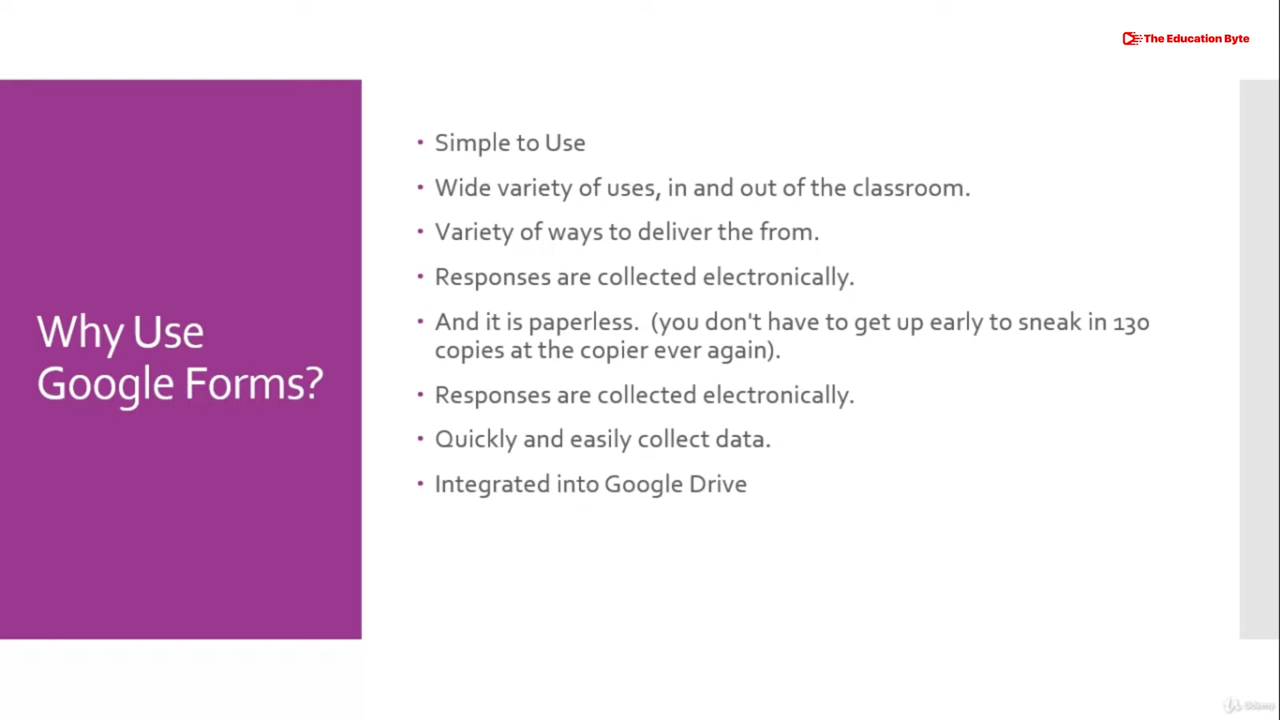 The Education Byte
Why Use
Google Forms?
• Simple to Use
• Wide variety of uses, in and out of the classroom.
• Variety of ways to deliver the from.
• Responses are collected electronically.
• And it is paperless.  (you don't have to get up early to sneak in 130
copies at the copier ever again).
• Responses are collected electronically.
• Quickly and easily collect data.
• Integrated into Google Drive
Udemy